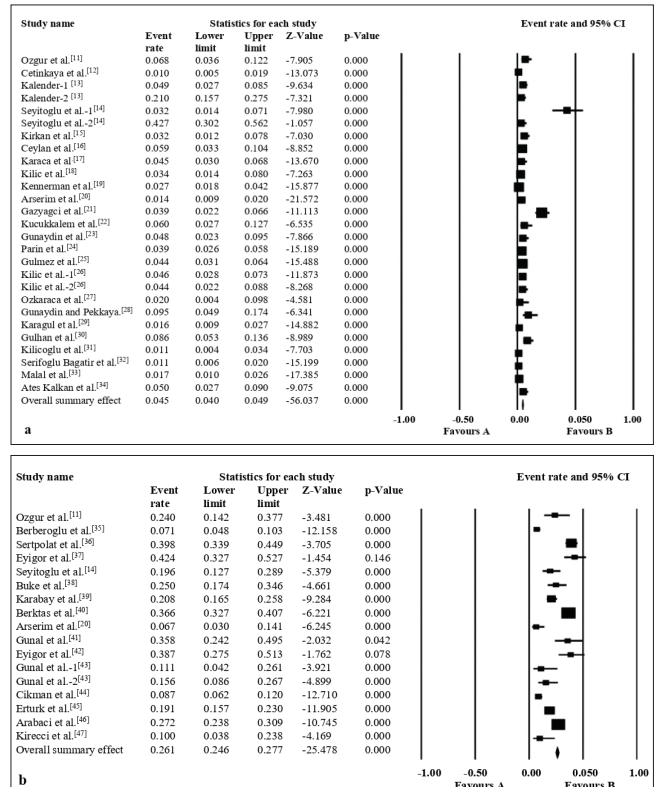 Study name Statistics for each study Event rate and 95% CI
Event rate Lower limit Upper limit Z-Value p-Value
Ozgur et al.[11] 0.068 0.036 0.122 -7.905 0.000
Cetinkaya et al.[12] 0.010 0.005 0.019 -13.073 0.000
Kalender-1 [13] 0.049 0.027 0.085 -9.634 0.000
Kalender-2 [13] 0.210 0.157 0.275 -7.321 0.000
Seyitoglu et al.-1[14] 0.032 0.014 0.071 -7.980 0.000
Seyitoglu et al.-2[14] 0.427 0.302 0.562 -1.057 0.000
Kirkan et al.[15] 0.032 0.012 0.078 -7.030 0.000
Ceylan et al.[16] 0.059 0.033 0.104 -8.852 0.000
Karaca et al.[17] 0.045 0.030 0.068 -13.670 0.000
Kilic et al.[18] 0.034 0.014 0.080 -7.263 0.000
Kennerman et al.[19] 0.027 0.018 0.042 -15.877 0.000
Arserim et al.[20] 0.014 0.009 0.020 -21.572 0.000
Gazyagci et al.[21] 0.039 0.022 0.066 -11.113 0.000
Kucukkalem et al.[22] 0.060 0.027 0.127 -6.535 0.000
Gunaydin et al.[23] 0.048 0.023 0.095 -7.866 0.000
Parin et al.[24] 0.039 0.026 0.058 -15.189 0.000
Gulmez et al.[25] 0.044 0.031 0.064 -15.488 0.000
Kilic et al.-1[26] 0.046 0.028 0.073 -11.873 0.000
Kilic et al.-2[26] 0.044 0.022 0.088 -8.268 0.000
Ozkaraca et al.[27] 0.020 0.004 0.098 -4.581 0.000
Gunaydin et Pekkaya.[28] 0.095 0.049 0.174 -6.341 0.000
Karagul et al.[29] 0.016 0.009 0.027 -14.882 0.000
Gulhan et al.[30] 0.086 0.053 0.136 -8.989 0.000
Kilicoglu et al.[31] 0.011 0.004 0.034 -7.703 0.000
Serifoglu Bagatir et al.[32] 0.011 0.006 0.020 -15.199 0.000
Malal et al.[33] 0.017 0.010 0.026 -17.385 0.000
Ates Kalkan et al.[34] 0.050 0.027 0.090 -9.075 0.000
Overall summary effect 0.045 0.040 0.049 -56.037 0.000
-1.00 -0.50 0.00 0.050 1.00
Favours A Favours B
a
Study name Statistics for each study Event rate and 95% CI
Event rate Lower limit Upper limit Z-Value p-Value
Ozgur et al.[11] 0.240 0.142 0.377 -3.481 0.000
Berberoglu et al.[35] 0.071 0.048 0.103 -12.158 0.000
Sertpolat et al.[36] 0.398 0.339 0.449 -3.705 0.000
Eyigor et al.[37] 0.424 0.327 0.527 -1.454 0.146
Seyitoglu et al.[14] 0.196 0.127 0.289 -5.379 0.000
Buke et al.[38] 0.250 0.174 0.346 -4.661 0.000
Karabay et al.[39] 0.208 0.165 0.258 -9.284 0.000
Berktas et al.[40] 0.366 0.327 0.407 -6.221 0.000
Arserim et al.[20] 0.067 0.030 0.141 -6.245 0.000
Gunal et al.[41] 0.358 0.242 0.495 -2.032 0.042
Eyigor et al.[42] 0.387 0.275 0.513 -1.762 0.078
Gunal et al.-1[43] 0.111 0.042 0.261 -3.921 0.000
Gunal et al.-2[43] 0.156 0.086 0.267 -4.899 0.000
Cikman et al.[44] 0.087 0.062 0.120 -12.710 0.000
Erturk et al.[45] 0.191 0.157 0.230 -11.905 0.000
Arabaci et al.[46] 0.272 0.238 0.309 -10.745 0.000
Kirecci et al.[47] 0.100 0.038 0.238 -4.169 0.000
Overall summary effect 0.261 0.246 0.277 -25.478 0.000
-1.00 -0.50 0.00 0.050 1.00
Favours A Favours B
b